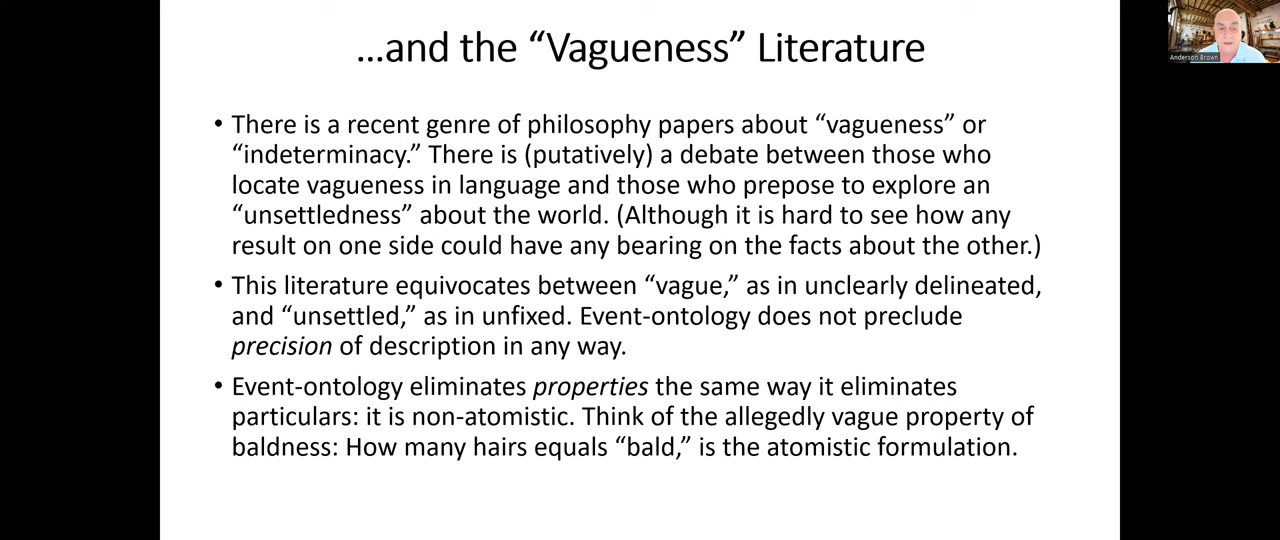 …and the “Vagueness” Literature
Anderson Brown
• There is a recent genre of philosophy papers about “vagueness” or
“indeterminacy.” There is (putatively) a debate between those who
locate vagueness in language and those who prepose to explore an
“unsettledness” about the world. (Although it is hard to see how any
result on one side could have any bearing on the facts about the other.)
• This literature equivocates between “vague,” as in unclearly delineated,
and “unsettled,” as in unfixed. Event-ontology does not preclude
precision of description in any way.
• Event-ontology eliminates properties the same way it eliminates
particulars: it is non-atomistic. Think of the allegedly vague property of
baldness: How many hairs equals “bald,” is the atomistic formulation.